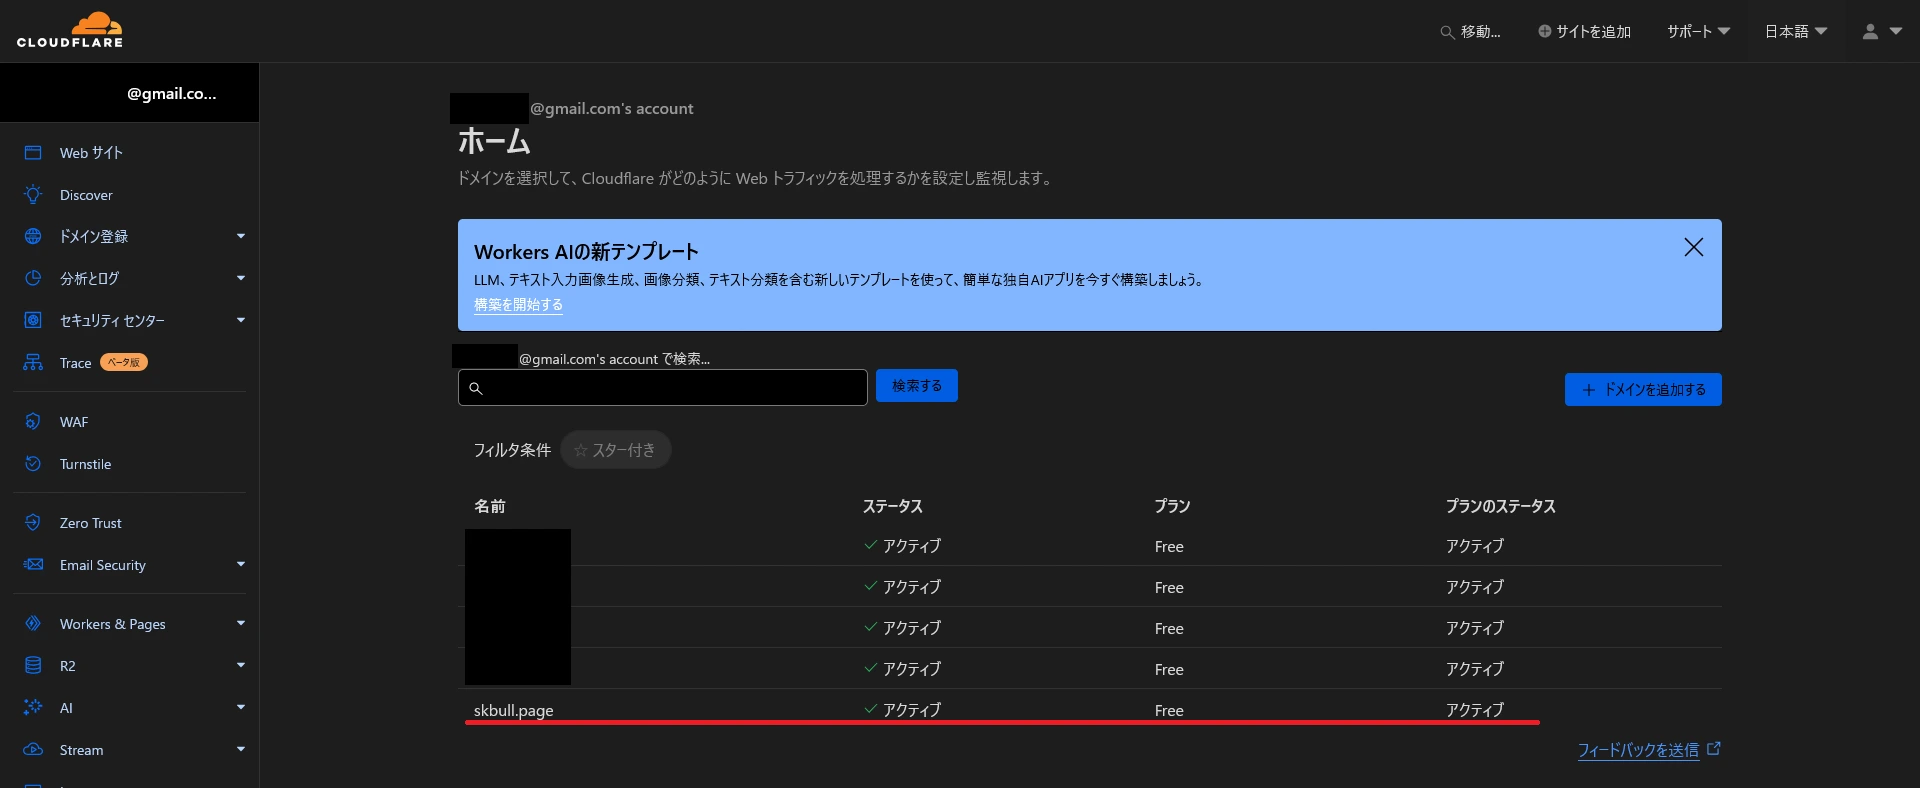 CLOUDFLARE
移動...
サイトを追加
サポート
日本語
@gmail.co...
Web サイト
Discover
ドメイン登録
分析とログ
セキュリティ センター
Trace ベータ版
WAF
Turnstile
Zero Trust
Email Security
Workers & Pages
R2
AI
Stream
@gmail.com's account
ホーム
ドメインを選択して、Cloudflare がどのように Web トラフィックを処理するかを設定し監視します。
Workers AIの新テンプレート
LLM、テキスト入力画像生成、画像分類、テキスト分類を含む新しいテンプレートを使って、簡単な独自AIアプリを今すぐ構築しましょう。
構築を開始する
@gmail.com's account で検索...
検索する
+ ドメインを追加する
フィルタ条件 ☆ スター付き
名前 ステータス プラン プランのステータス
アクティブ Free アクティブ
アクティブ Free アクティブ
アクティブ Free アクティブ
アクティブ Free アクティブ
skbull.page アクティブ Free アクティブ
フィードバックを送信